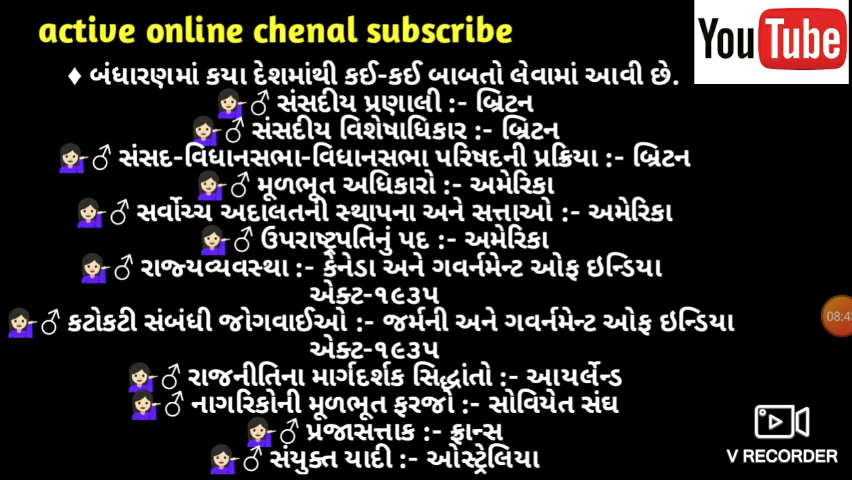 active online chenal subscribe
YouTube
♦ બંધારણમાં કયા દેશમાંથી કઈ-કઈ બાબતો લેવામાં આવી છે.
💁🏻♂ સંસદીય પ્રણાલી :- બ્રિટન
💁🏻♂ સંસદીય વિશેષાધિકાર :- બ્રિટન
💁🏻♂ સંસદ-વિધાનસભા-વિધાનસભા પરિષદની પ્રક્રિયા :- બ્રિટન
💁🏻♂ મૂળભૂત અધિકારો :- અમેરિકા
💁🏻♂ સર્વોચ્ચ અદાલતની સ્થાપના અને સત્તાઓ :- અમેરિકા
💁🏻♂ ઉપરાષ્ટ્રપતિનું પદ :- અમેરિકા
💁🏻♂ રાજ્યવ્યવસ્થા :- કેનેડા અને ગવર્નમેન્ટ ઓફ ઇન્ડિયા
એક્ટ-૧૯૩૫
💁🏻♂ કટોકટી સંબંધી જોગવાઈઓ :- જર્મની અને ગવર્નમેન્ટ ઓફ ઇન્ડિયા
એક્ટ-૧૯૩૫
💁🏻♂ રાજનીતિના માર્ગદર્શક સિદ્ધાંતો :- આયર્લેન્ડ
💁🏻♂ નાગરિકોની મૂળભૂત ફરજો :- સોવિયેત સંઘ
💁🏻♂ પ્રજાસત્તાક :- ફ્રાન્સ
💁🏻♂ સંયુક્ત યાદી :- ઓસ્ટ્રેલિયા
V RECORDER